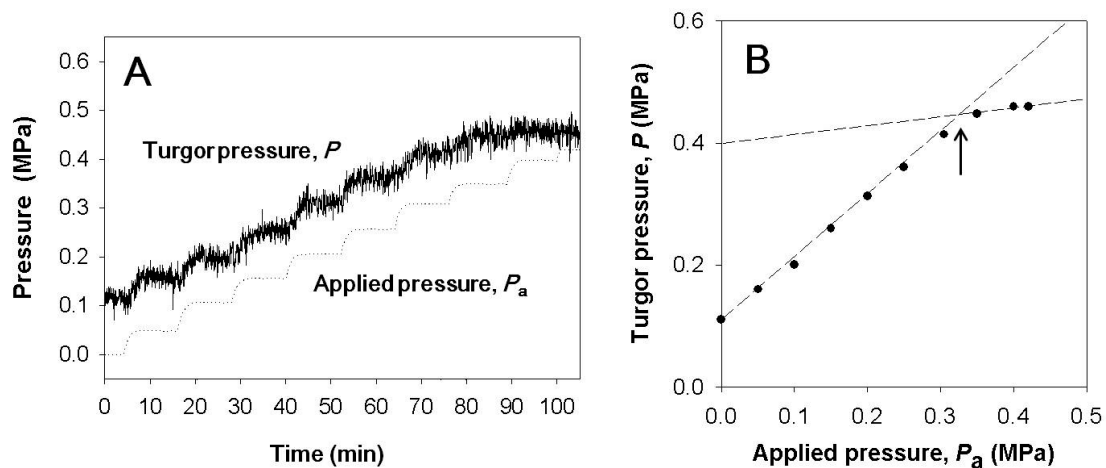 A
Pressure (MPa)
0.6
0.5
0.4
0.3
0.2
0.1
0.0
Turgor pressure, P
Applied pressure, Pa
0 10 20 30 40 50 60 70 80 90 100
Time (min)
B
Turgor pressure, P (MPa)
0.6
0.4
0.2
0.0
0.0 0.1 0.2 0.3 0.4 0.5
Applied pressure, Pa (MPa)